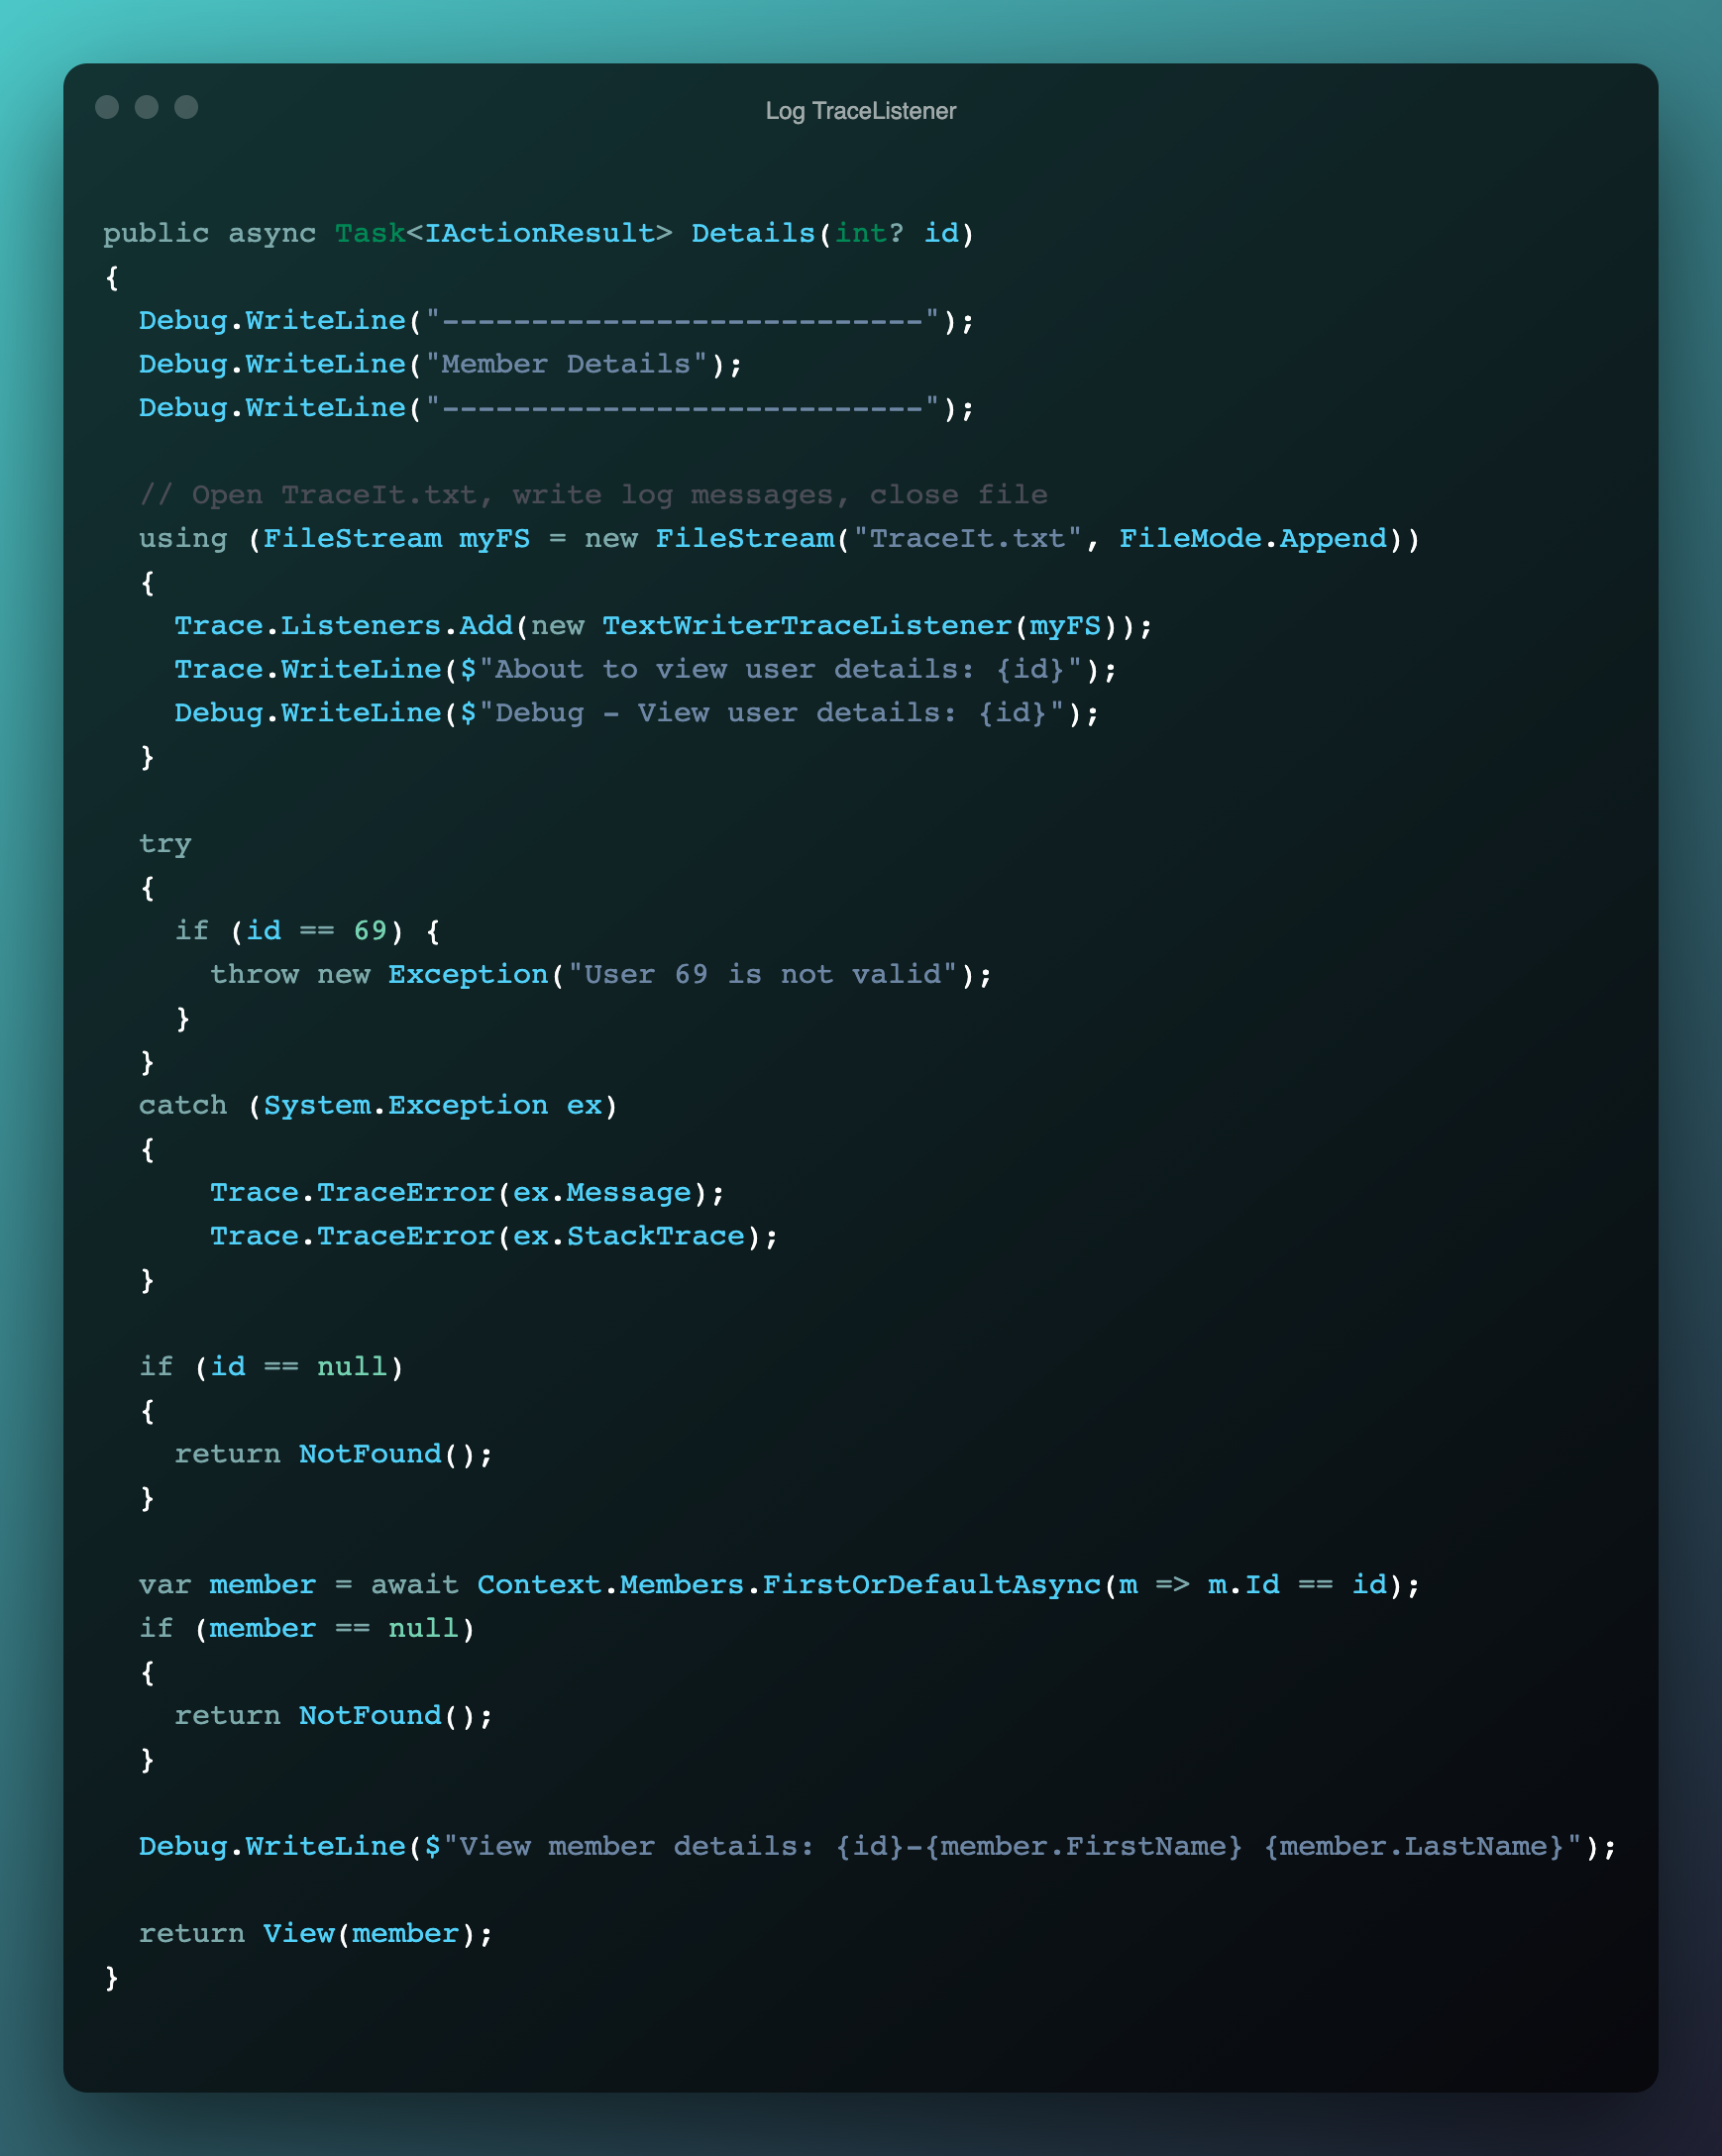 Log TraceListener
public async Task<IActionResult> Details(int? id)
{
  Debug.WriteLine("---------------------------");
  Debug.WriteLine("Member Details");
  Debug.WriteLine("---------------------------");

  // Open TraceIt.txt, write log messages, close file
  using (FileStream myFS = new FileStream("TraceIt.txt", FileMode.Append))
  {
    Trace.Listeners.Add(new TextWriterTraceListener(myFS));
    Trace.WriteLine($"About to view user details: {id}");
    Debug.WriteLine($"Debug - View user details: {id}");
  }

  try
  {
    if (id == 69) {
      throw new Exception("User 69 is not valid");
    }
  }
  catch (System.Exception ex)
  {
      Trace.TraceError(ex.Message);
      Trace.TraceError(ex.StackTrace);
  }

  if (id == null)
  {
    return NotFound();
  }

  var member = await Context.Members.FirstOrDefaultAsync(m => m.Id == id);
  if (member == null)
  {
    return NotFound();
  }

  Debug.WriteLine($"View member details: {id}-{member.FirstName} {member.LastName}");

  return View(member);
}